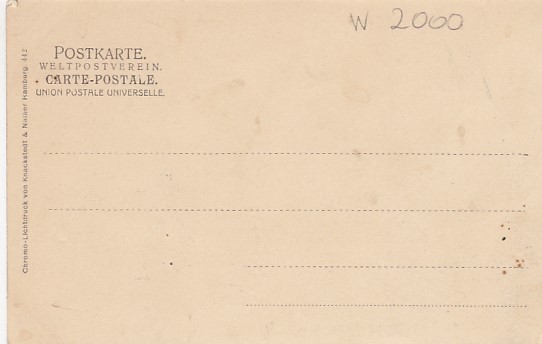 W 2000
POSTKARTE.
WELTPOSTVEREIN.
CARTE-POSTALE.
UNION POSTALE UNIVERSELLE.
Chromo-Lichtdruck von Knackstedt & Näther Hamburg. 442